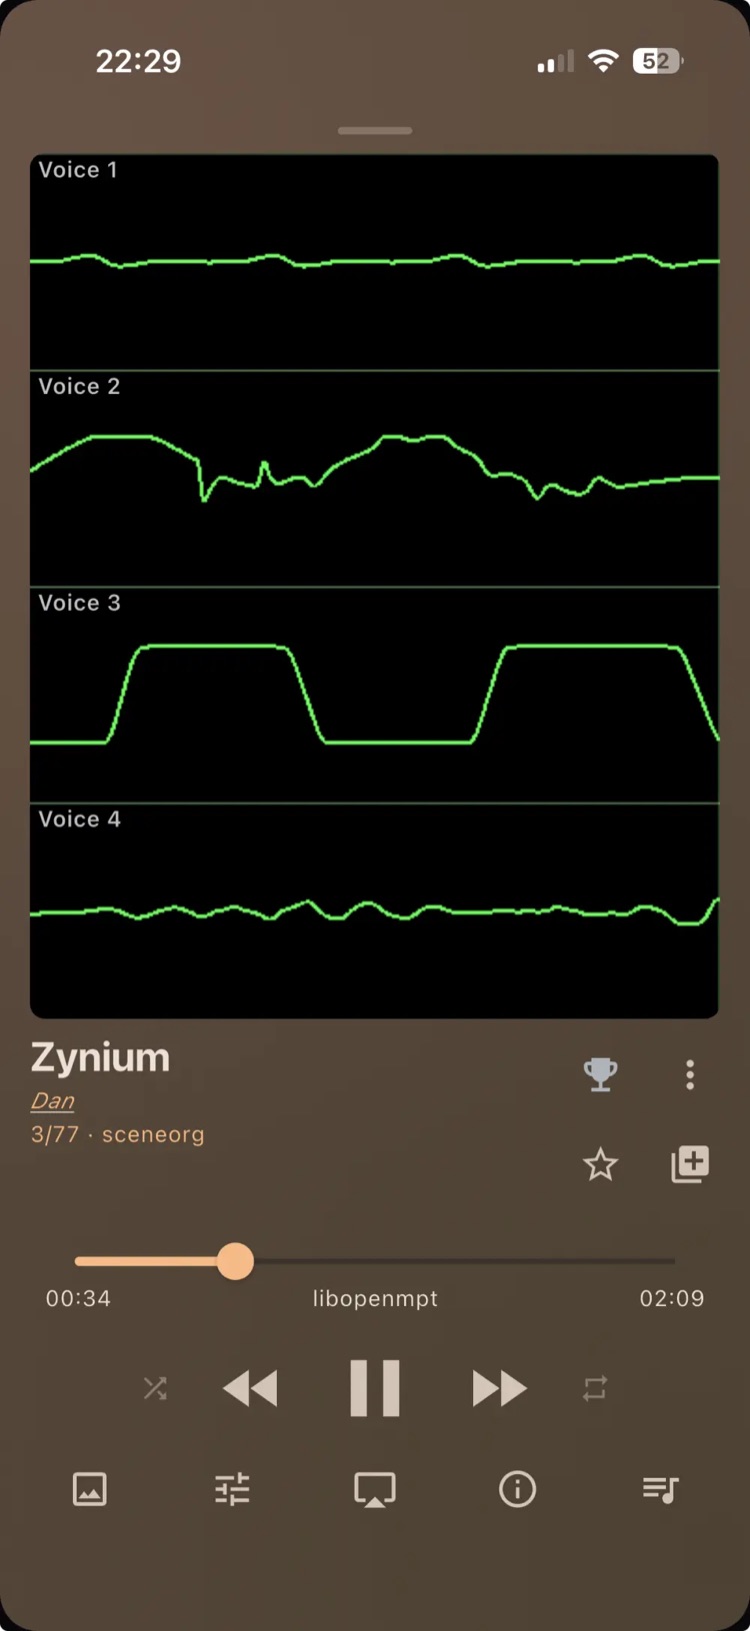 22:29
52
Voice 1
Voice 2
Voice 3
Voice 4
Zynium
Dan
3/77 · sceneorg
00:34 libopenmpt 02:09